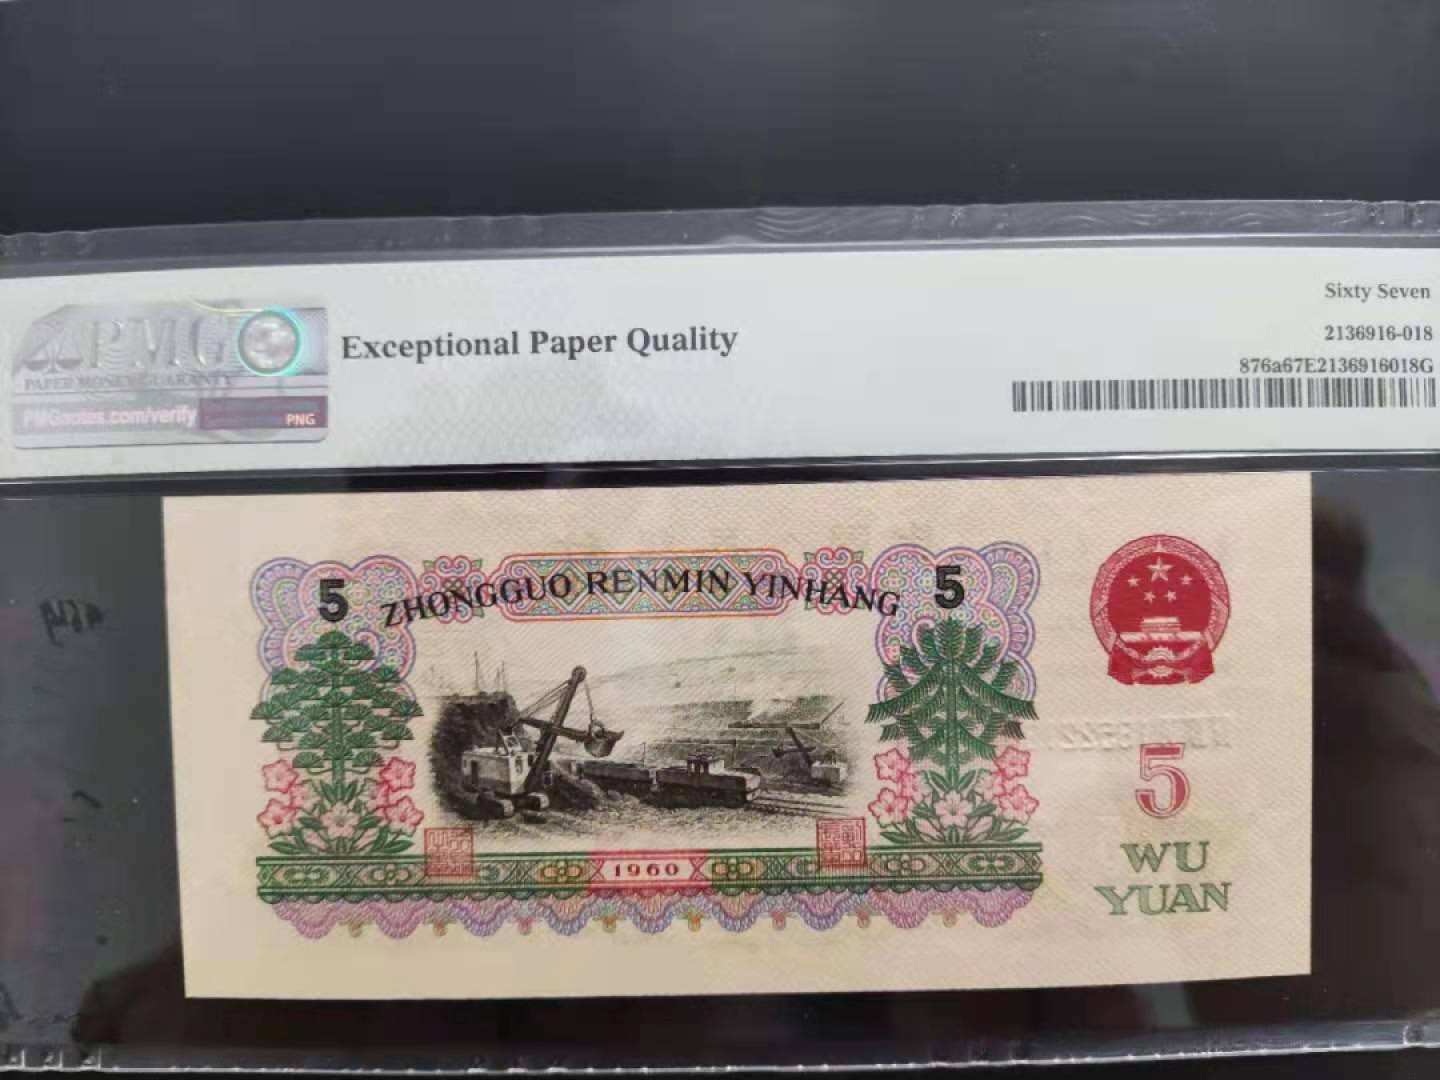 Sixty Seven
PMG
Exceptional Paper Quality
2136916-018
876a67E2136916018G
PAPER MONEY GUARANTY
PMGnotes.com/verify
PNG
5
ZHONGGUO RENMIN YINHANG
5
5
1960
WU
YUAN